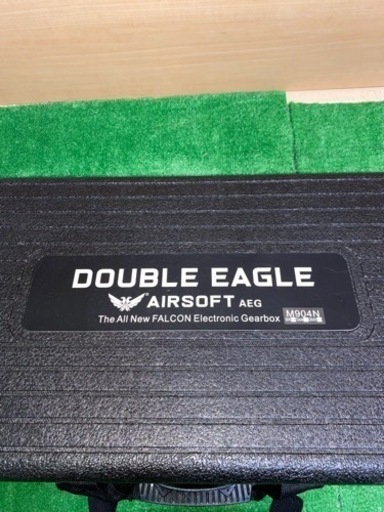 DOUBLE EAGLE
AIRSOFT AEG
The All New FALCON Electronic Gearbox M904N